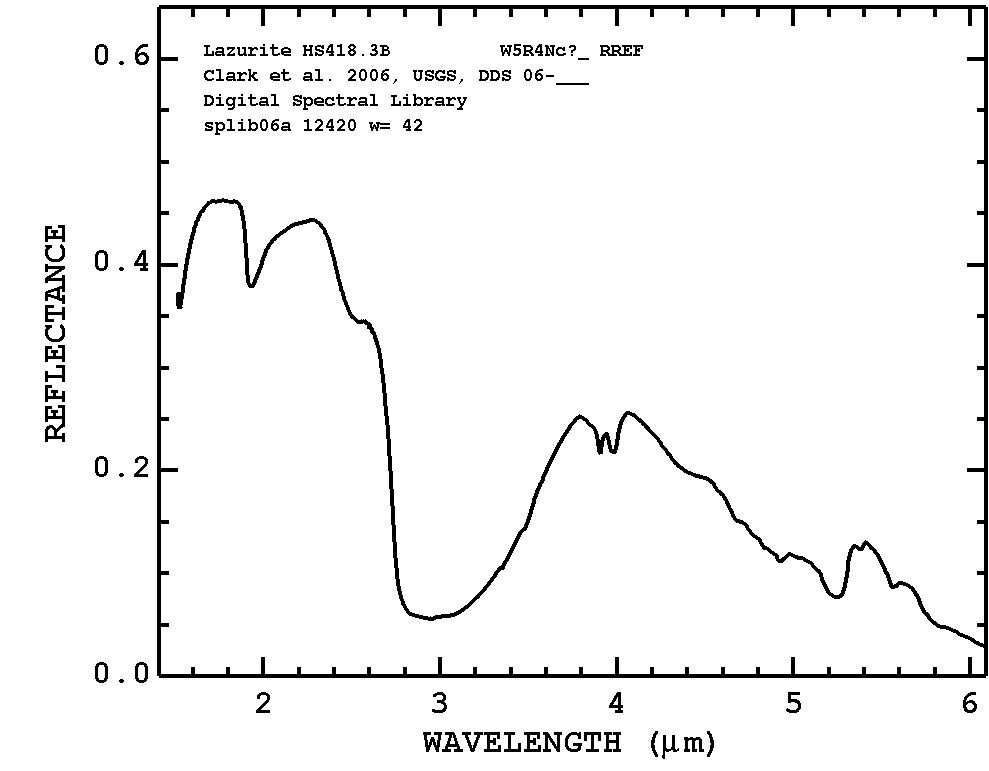 Lazurite HS418.3B W5R4Nc?_ RREF
Clark et al. 2006, USGS, DDS 06-___
Digital Spectral Library
splib06a 12420 w= 42
0.6
0.4
0.2
0.0
REFLECTANCE
2 3 4 5 6
WAVELENGTH (μm)